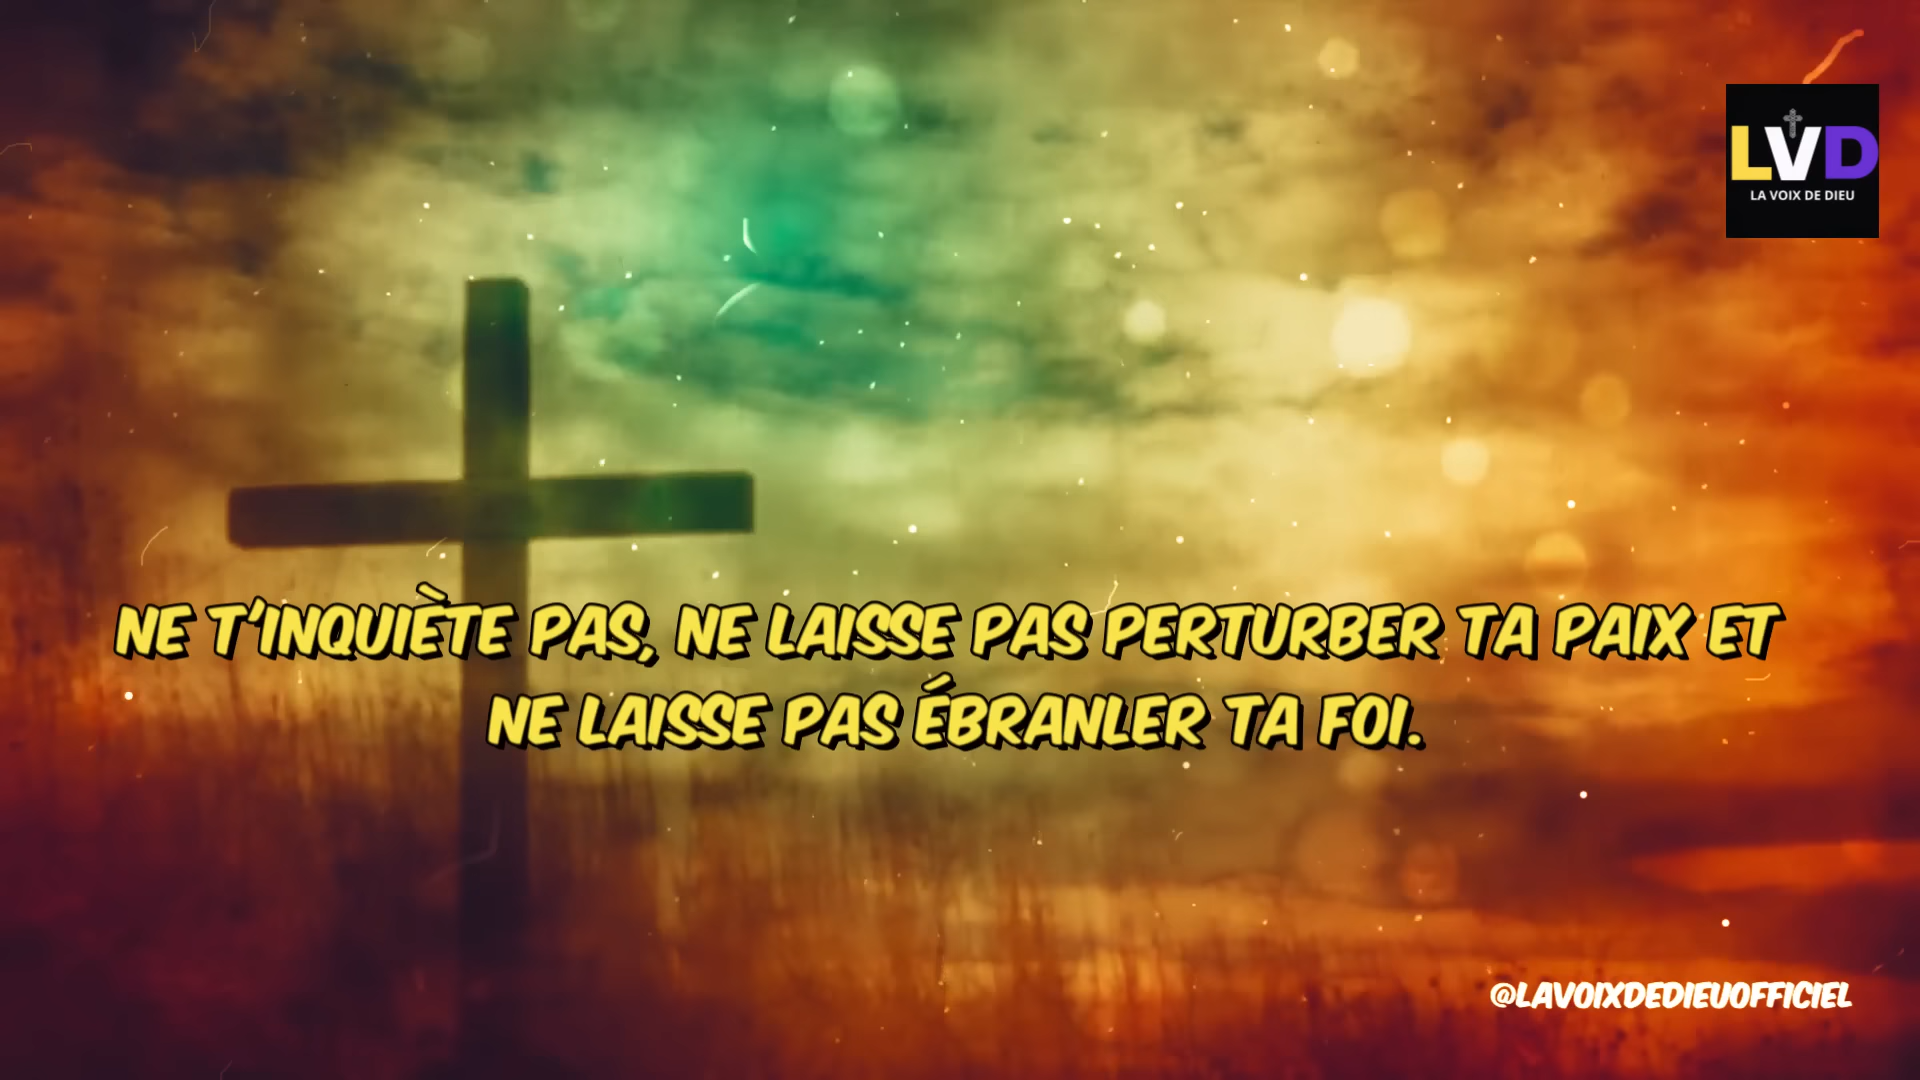 LVD
LA VOIX DE DIEU
NE T'INQUIÈTE PAS, NE LAISSE PAS PERTURBER TA PAIX ET
NE LAISSE PAS ÉBRANLER TA FOI.
@LAVOIXDEDIEUOFFICIEL